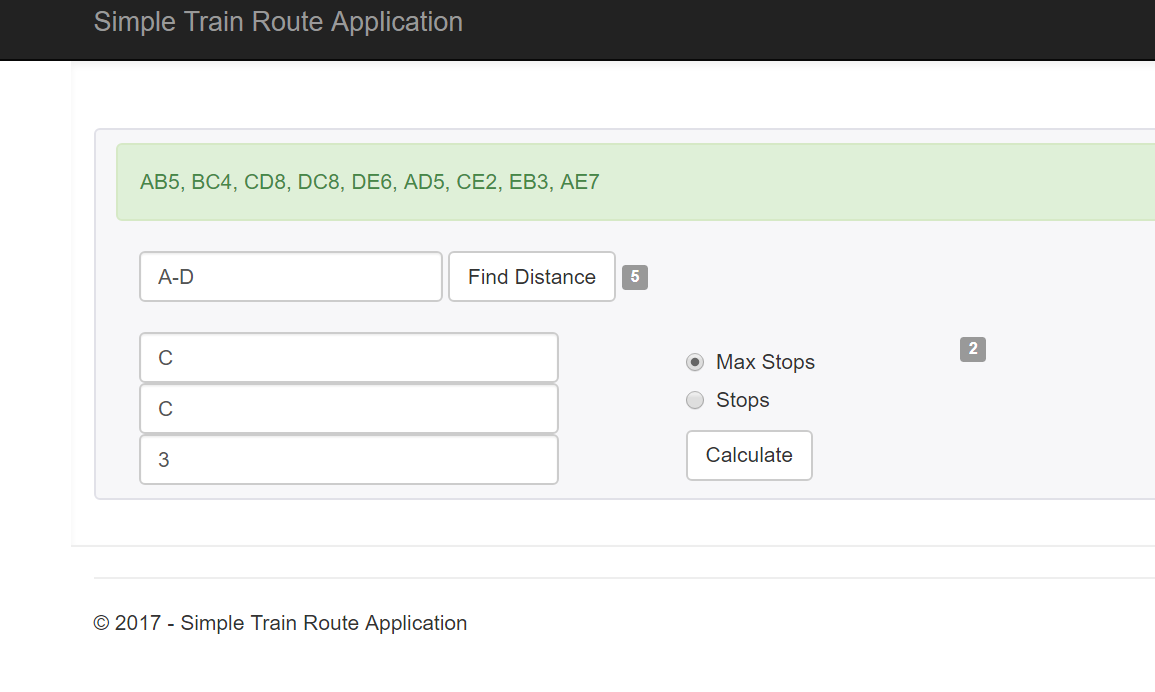 Simple Train Route Application
AB5, BC4, CD8, DC8, DE6, AD5, CE2, EB3, AE7
A-D Find Distance 5
C
C
3
Max Stops 2
Stops
Calculate
© 2017 - Simple Train Route Application